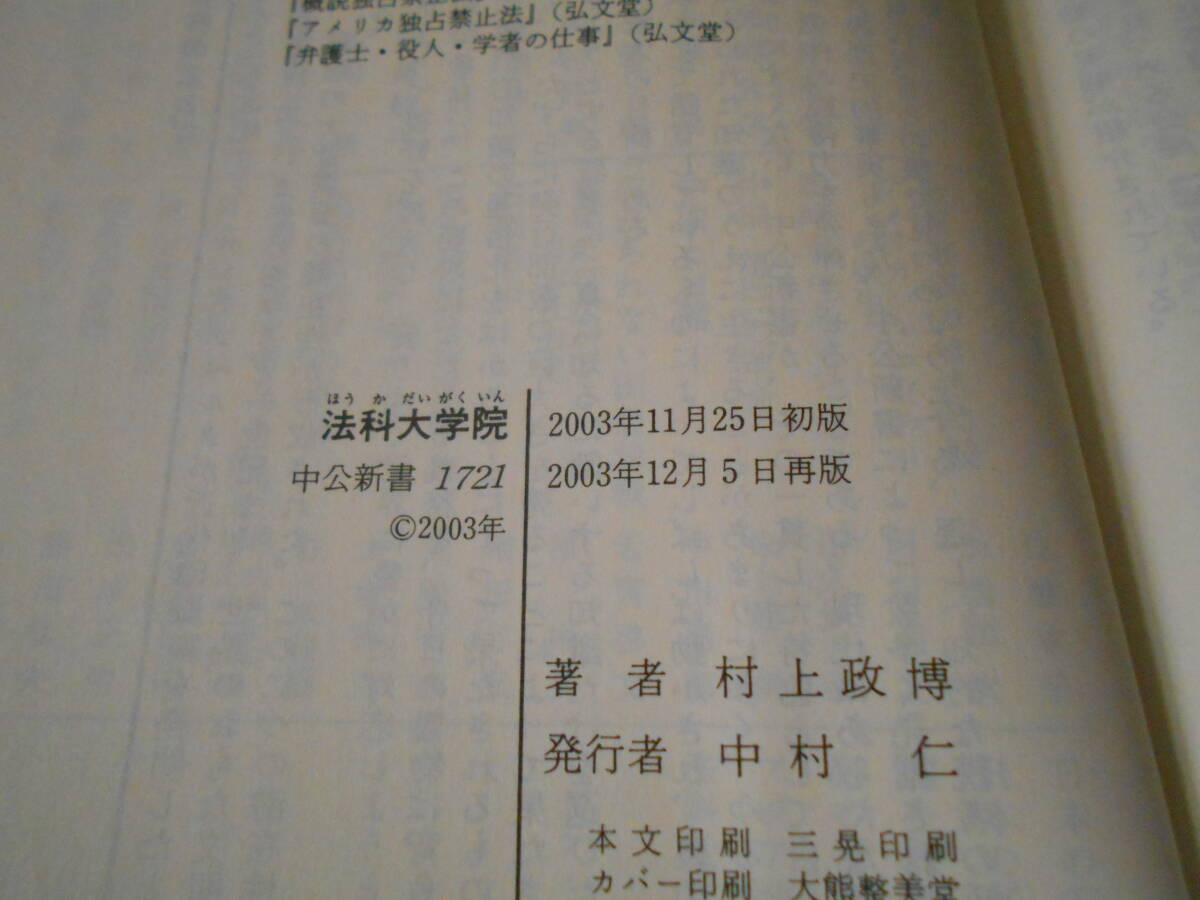 『アメリカ独占禁止法』(弘文堂)
『弁護士・役人・学者の仕事』(弘文堂)
ほうかだいがくいん
法科大学院
中公新書 1721
©2003年
2003年11月25日初版
2003年12月5日再版
著者 村上政博
発行者 中村 仁
本文印刷 三晃印刷
カバー印刷 大熊整美堂